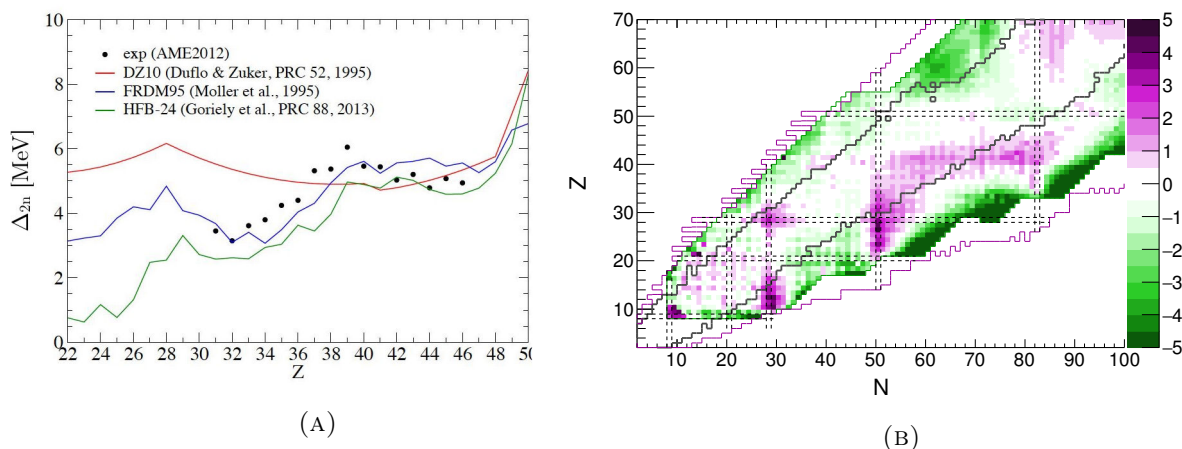 exp (AME2012)
DZ10 (Duflo & Zuker, PRC 52, 1995)
FRDM95 (Moller et al., 1995)
HFB-24 (Goriely et al., PRC 88, 2013)
10
8
6
4
2
0
Δ2n [MeV]
22 24 26 28 30 32 34 36 38 40 42 44 46 48 50
Z
(A)
70
60
50
40
30
20
10
Z
10 20 30 40 50 60 70 80 90 100
N
5
4
3
2
1
0
−1
−2
−3
−4
−5
(B)